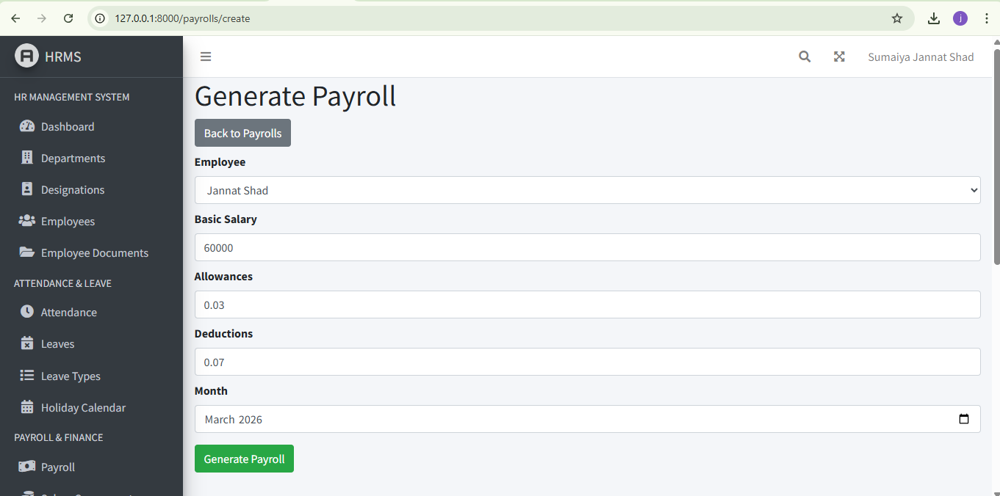 127.0.0.1:8000/payrolls/create
j
HRMS
Sumaiya Jannat Shad
HR MANAGEMENT SYSTEM
Dashboard
Departments
Designations
Employees
Employee Documents
ATTENDANCE & LEAVE
Attendance
Leaves
Leave Types
Holiday Calendar
PAYROLL & FINANCE
Payroll
Generate Payroll
Back to Payrolls
Employee
Jannat Shad
Basic Salary
60000
Allowances
0.03
Deductions
0.07
Month
March 2026
Generate Payroll